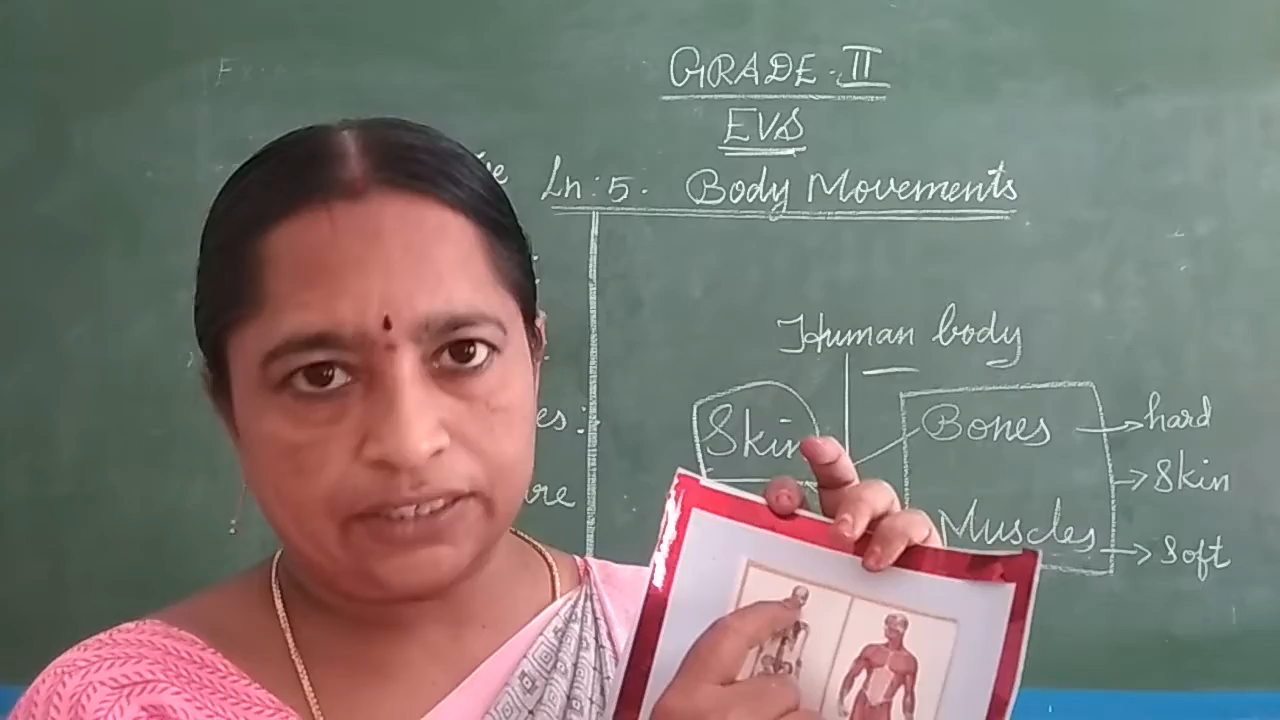 GRADE-II
EVS
Ln: 5. Body Movements
Human body
Skin
Bones
hard
Skin
Muscles
Soft